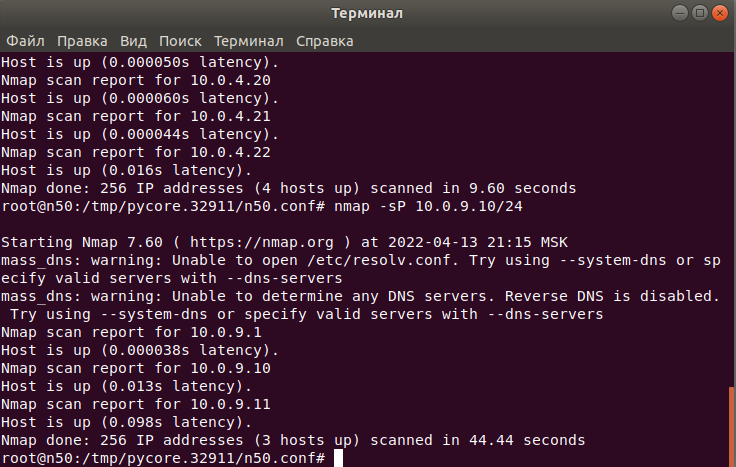 Терминал
Файл Правка Вид Поиск Терминал Справка
Host is up (0.000050s latency).
Nmap scan report for 10.0.4.20
Host is up (0.000060s latency).
Nmap scan report for 10.0.4.21
Host is up (0.000044s latency).
Nmap scan report for 10.0.4.22
Host is up (0.016s latency).
Nmap done: 256 IP addresses (4 hosts up) scanned in 9.60 seconds
root@n50:/tmp/pycore.32911/n50.conf# nmap -sP 10.0.9.10/24
Starting Nmap 7.60 ( https://nmap.org ) at 2022-04-13 21:15 MSK
mass_dns: warning: Unable to open /etc/resolv.conf. Try using --system-dns or sp
ecify valid servers with --dns-servers
mass_dns: warning: Unable to determine any DNS servers. Reverse DNS is disabled.
 Try using --system-dns or specify valid servers with --dns-servers
Nmap scan report for 10.0.9.1
Host is up (0.000038s latency).
Nmap scan report for 10.0.9.10
Host is up (0.013s latency).
Nmap scan report for 10.0.9.11
Host is up (0.098s latency).
Nmap done: 256 IP addresses (3 hosts up) scanned in 44.44 seconds
root@n50:/tmp/pycore.32911/n50.conf#